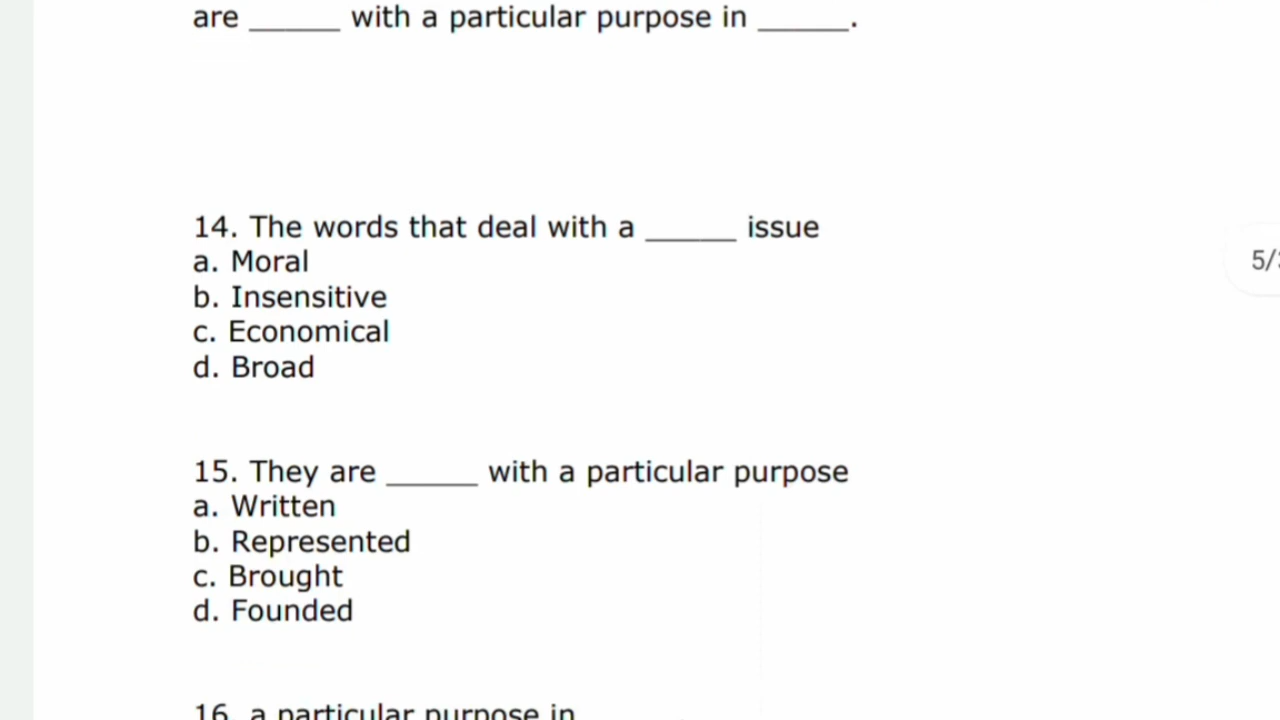 are ______ with a particular purpose in ______.
14. The words that deal with a ______ issue
a. Moral
b. Insensitive
c. Economical
d. Broad
5/
15. They are ______ with a particular purpose
a. Written
b. Represented
c. Brought
d. Founded
16. a particular purpose in